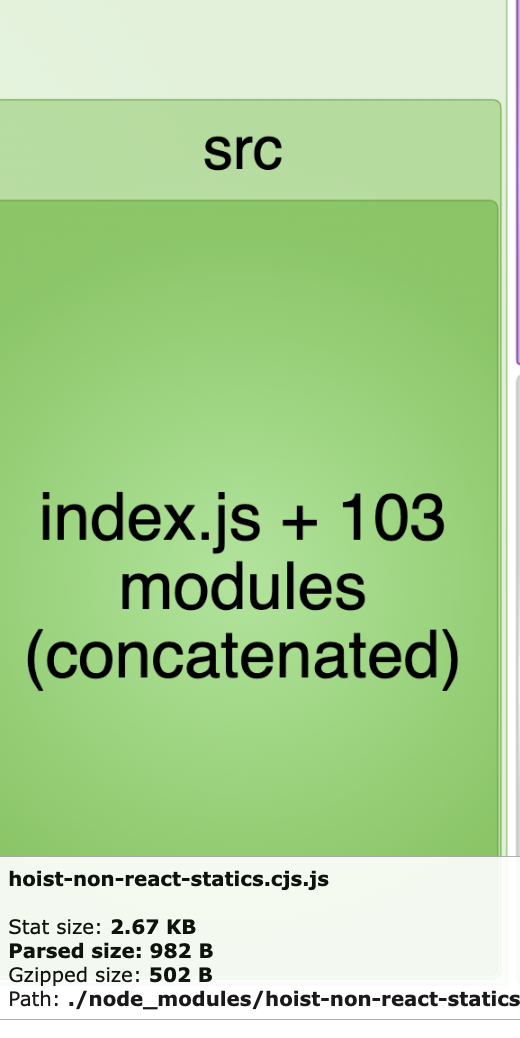 src
index.js + 103
modules
(concatenated)
hoist-non-react-statics.cjs.js
Stat size: 2.67 KB
Parsed size: 982 B
Gzipped size: 502 B
Path: ./node_modules/hoist-non-react-statics